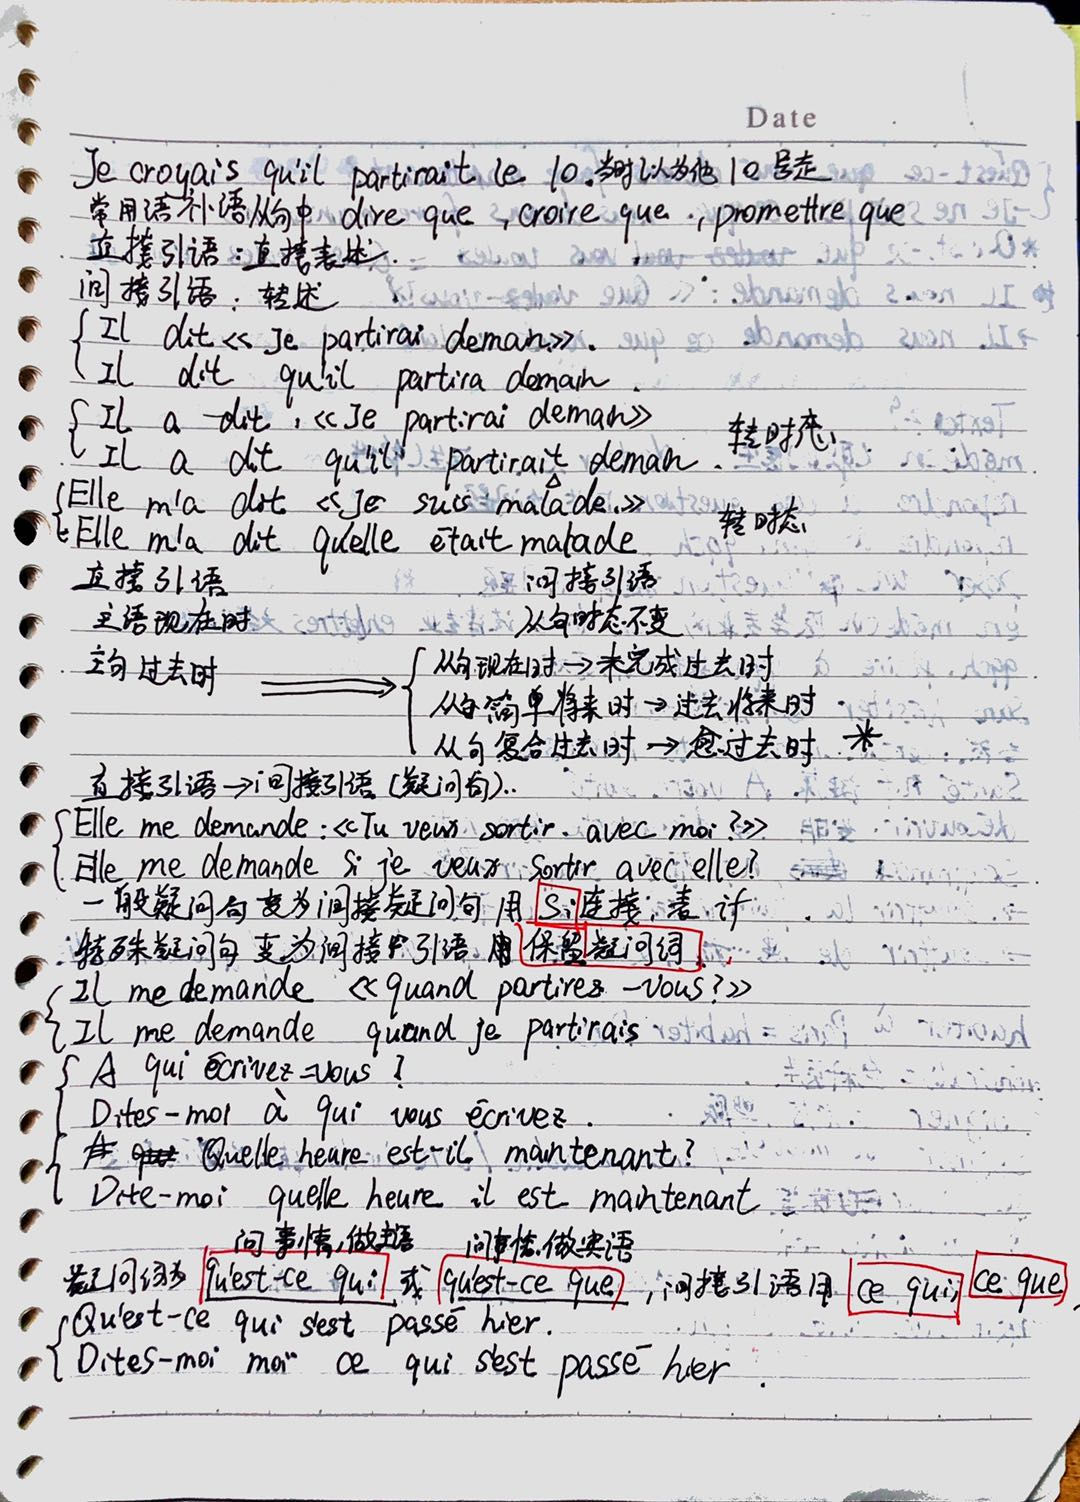 Date
Je croyais qu'il partirait le 10. 当时以为他10号走
常用语补语从句中 dire que, croire que, promettre que
直接引语：直接表述.
间接引语：转述
Il dit << Je partirai deman>>.
Il dit qu'il partira demain.
Il a dit, <<Je partirai deman>>
Il a dit qu'il partirait deman. 转时态
Elle m'a dit <<Je suis malade.>>
Elle m'a dit qu'elle était malade 转时态
直接引语 间接引语
主语现在时 从句时态不变
主句过去时 ⟹ 从句现在时→未完成过去时
从句简单将来时→过去将来时
从句复合过去时→愈过去时 *
直接引语→间接引语(疑问句)..
Elle me demande: <<Tu veux sortir. avec moi?>>
Elle me demande si je veux sortir avec elle?
一般疑问句变为间接疑问句 用 Si 连接,
特殊疑问句变为间接引语 保留疑问词
Il me demande <<quand partirez-vous?>>
Il me demande quand je partirais
A qui écrivez-vous?
Dites-moi à qui vous écrivez.
Quelle heure est-il maintenant?
Dite-moi quelle heure il est maintenant
问事情,做主语 问事情,做宾语
疑问词为 qu'est-ce qui 或 qu'est-ce que, 间接引语用 ce qui, ce que
Qu'est-ce qui s'est passé hier.
Dites-moi moi ce qui s'est passé hier.